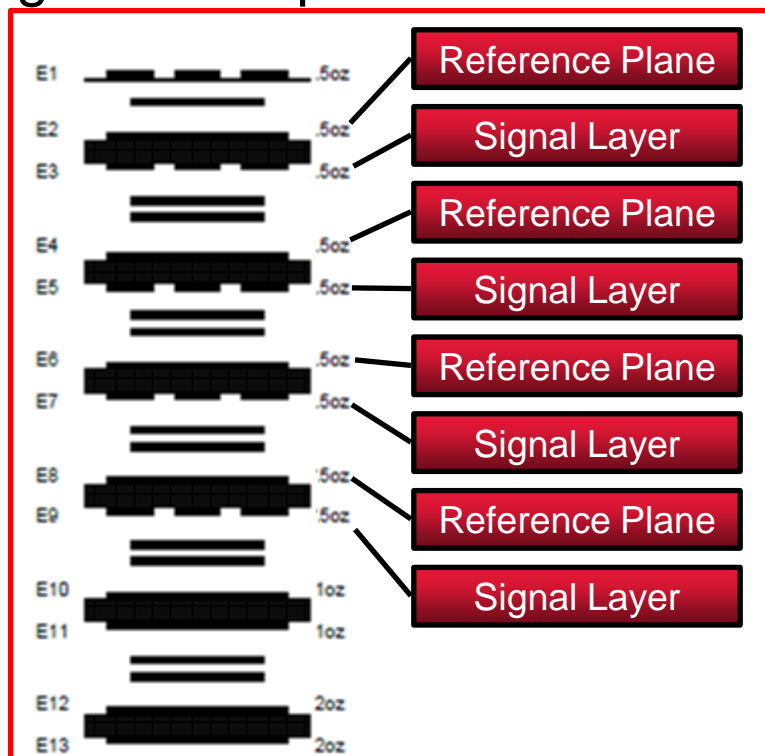 E1 .5oz Reference Plane
E2 .5oz Signal Layer
E3 .5oz
E4 .5oz Reference Plane
E5 .5oz Signal Layer
E6 .5oz Reference Plane
E7 .5oz Signal Layer
E8 .5oz Reference Plane
E9 .5oz Signal Layer
E10 1oz
E11 1oz
E12 2oz
E13 2oz